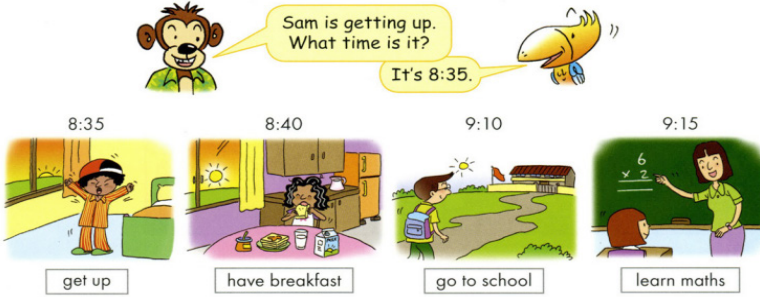 Sam is getting up.
What time is it?
It's 8:35.
8:35
8:40
9:10
9:15
6
x 2
get up
have breakfast
go to school
learn maths